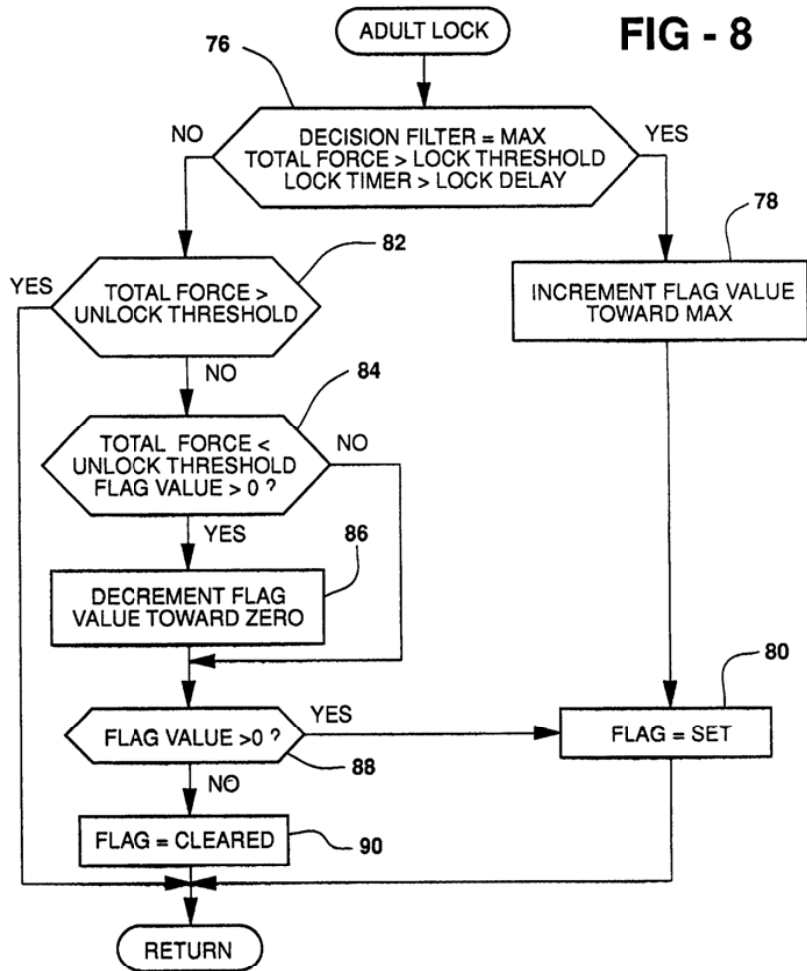 ADULT LOCK
FIG - 8
76
NO
DECISION FILTER = MAX
TOTAL FORCE > LOCK THRESHOLD
LOCK TIMER > LOCK DELAY
YES
78
82
YES
TOTAL FORCE >
UNLOCK THRESHOLD
INCREMENT FLAG VALUE
TOWARD MAX
NO
84
TOTAL FORCE <
UNLOCK THRESHOLD
FLAG VALUE > 0 ?
NO
YES
86
DECREMENT FLAG
VALUE TOWARD ZERO
80
FLAG VALUE >0 ?
YES
FLAG = SET
88
NO
FLAG = CLEARED
90
RETURN